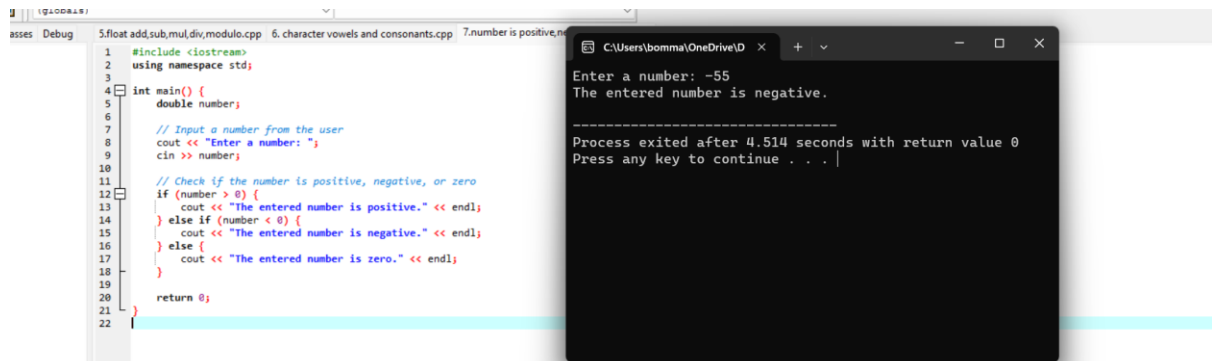 (globals)
asses Debug 5.float add,sub,mul,div,modulo.cpp 6. character vowels and consonants.cpp 7.number is positive,ne
1 #include <iostream>
2 using namespace std;
3
4 int main() {
5 double number;
6
7 // Input a number from the user
8 cout << "Enter a number: ";
9 cin >> number;
10
11 // Check if the number is positive, negative, or zero
12 if (number > 0) {
13 cout << "The entered number is positive." << endl;
14 } else if (number < 0) {
15 cout << "The entered number is negative." << endl;
16 } else {
17 cout << "The entered number is zero." << endl;
18 }
19
20 return 0;
21 }
22
C:\Users\bomma\OneDrive\D
Enter a number: -55
The entered number is negative.
--------------------------------
Process exited after 4.514 seconds with return value 0
Press any key to continue . . .